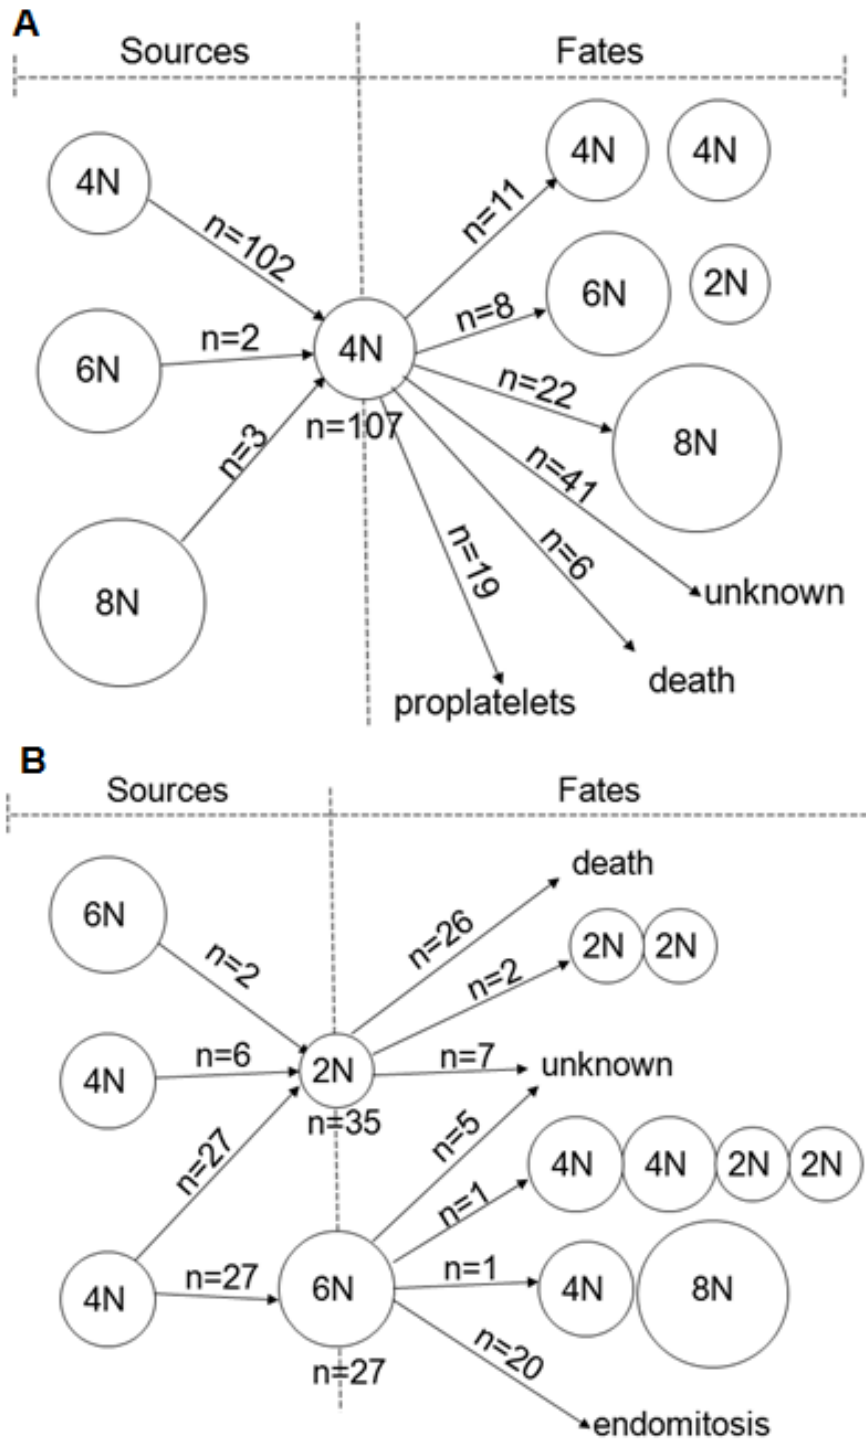 A
Sources
Fates
4N
4N
4N
n=102
n=11
6N
2N
n=8
n=2
6N
4N
n=107
n=22
8N
n=3
n=41
n=6
n=19
8N
unknown
death
proplatelets
B
Sources
Fates
death
6N
n=26
2N
2N
n=2
n=2
4N
n=6
2N
n=7
unknown
n=35
n=5
n=27
4N
4N
2N
2N
n=1
4N
n=27
6N
n=1
4N
8N
n=27
n=20
endomitosis